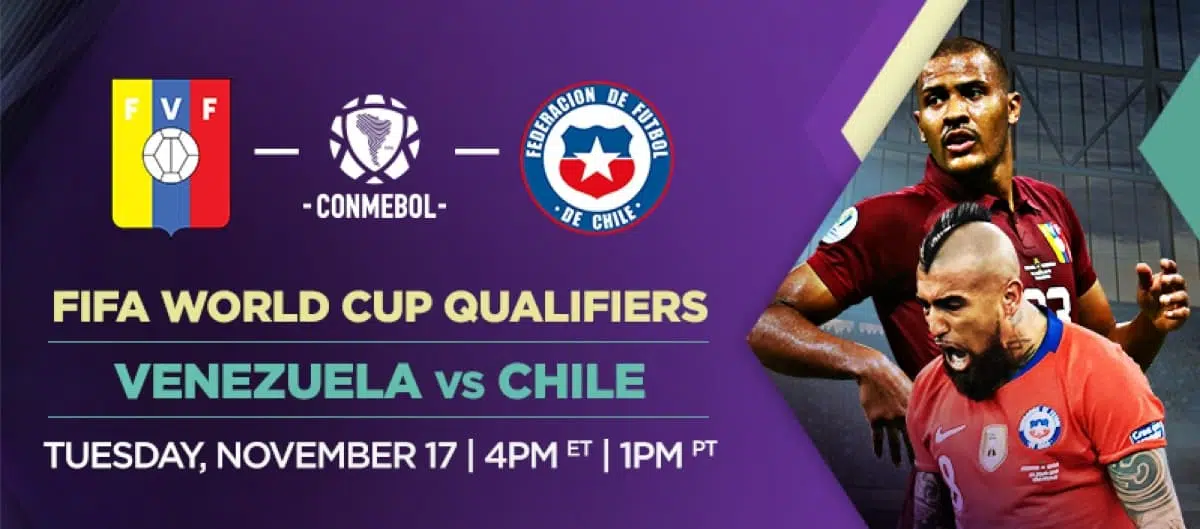 FVF
FEDERACION DE FUTBOL
DE CHILE
- CONMEBOL -
FIFA WORLD CUP QUALIFIERS
VENEZUELA vs CHILE
TUESDAY, NOVEMBER 17 | 4PM ET | 1PM PT
8